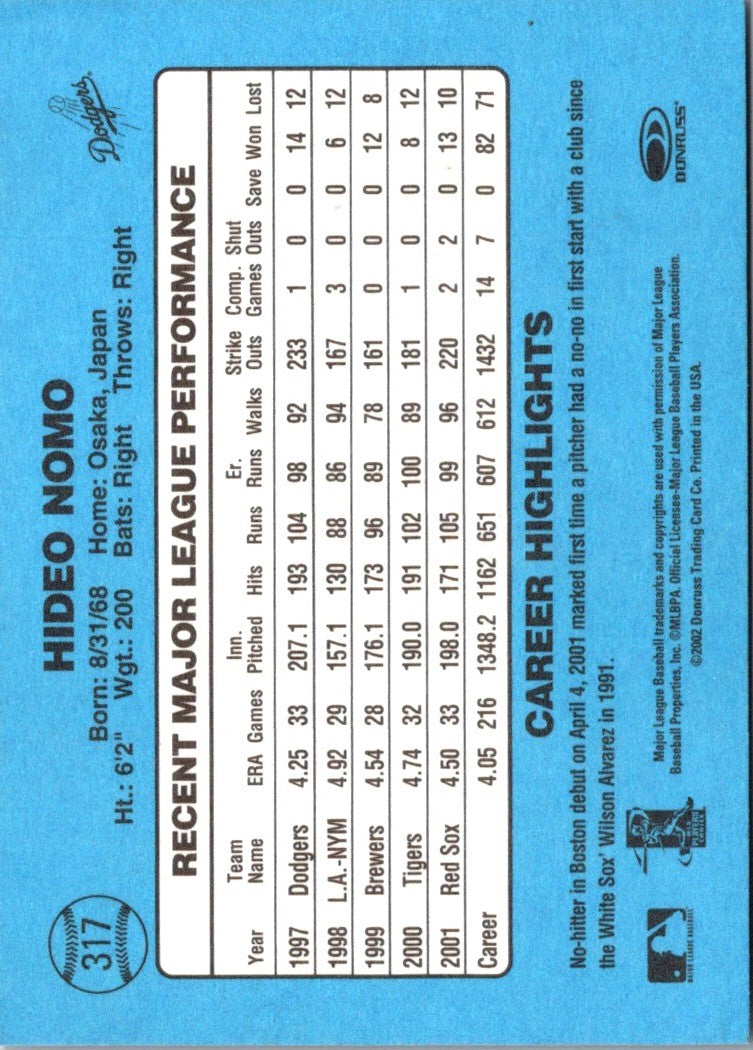 317
HIDEO NOMO
Dodgers
Born: 8/31/68 Home: Osaka, Japan
Ht.: 6'2" Wgt.: 200 Bats: Right Throws: Right
RECENT MAJOR LEAGUE PERFORMANCE
Year Team Name ERA Games Inn. Pitched Hits Runs Er. Runs Walks Strike Outs Comp. Games Shut Outs Save Won Lost
1997 Dodgers 4.25 33 207.1 193 104 98 92 233 1 0 0 14 12
1998 L.A.-NYM 4.92 29 157.1 130 88 86 94 167 3 0 0 6 12
1999 Brewers 4.54 28 176.1 173 96 89 78 161 0 0 0 12 8
2000 Tigers 4.74 32 190.0 191 102 100 89 181 1 0 0 8 12
2001 Red Sox 4.50 33 198.0 171 105 99 96 220 2 2 0 13 10
Career 4.05 216 1348.2 1162 651 607 612 1432 14 7 0 82 71
CAREER HIGHLIGHTS
No-hitter in Boston debut on April 4, 2001 marked first time a pitcher had a no-no in first start with a club since
the White Sox' Wilson Alvarez in 1991.
MAJOR LEAGUE BASEBALL
PLAYERS CHOICE
Major League Baseball trademarks and copyrights are used with permission of Major League
Baseball Properties, Inc. ©MLBPA. Official Licensee-Major League Baseball Players Association.
©2002 Donruss Trading Card Co. Printed in the USA.
DONRUSS